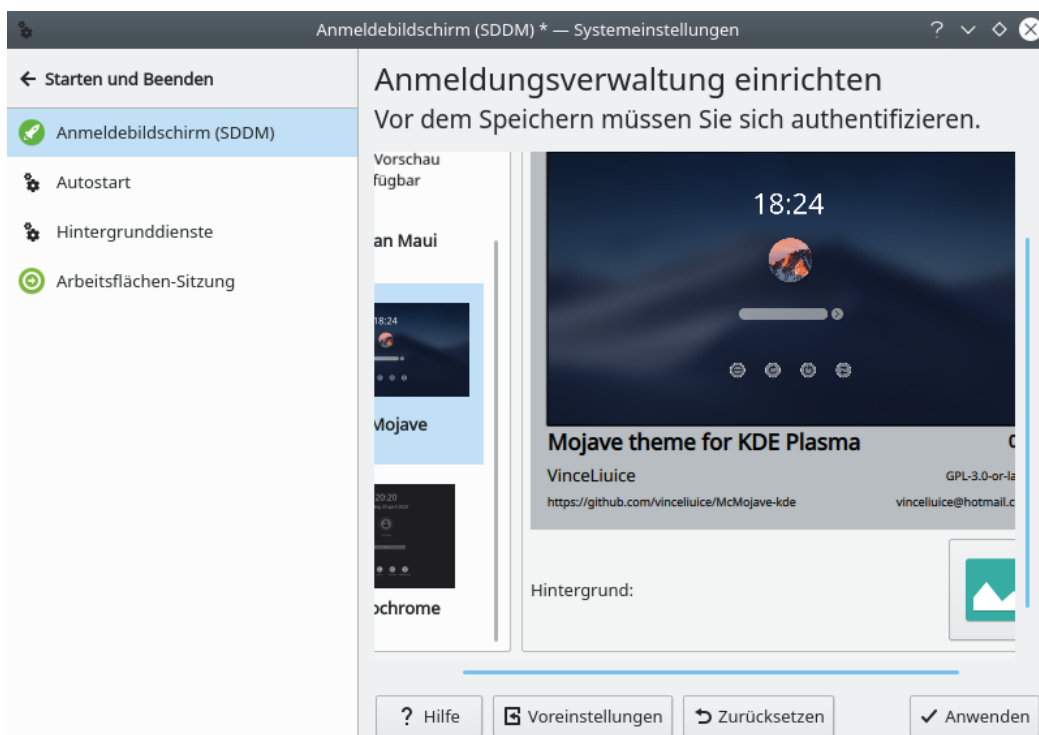 Anmeldebildschirm (SDDM) * — Systemeinstellungen
Starten und Beenden
Anmeldebildschirm (SDDM)
Autostart
Hintergrunddienste
Arbeitsflächen-Sitzung
Anmeldungsverwaltung einrichten
Vor dem Speichern müssen Sie sich authentifizieren.
Vorschau
fügbar
an Maui
18:24
Mojave
20:20
ochrome
18:24
Mojave theme for KDE Plasma
VinceLiuice
GPL-3.0-or-la
https://github.com/vinceliuice/McMojave-kde
vinceliuice@hotmail.c
Hintergrund:
? Hilfe
Voreinstellungen
Zurücksetzen
Anwenden